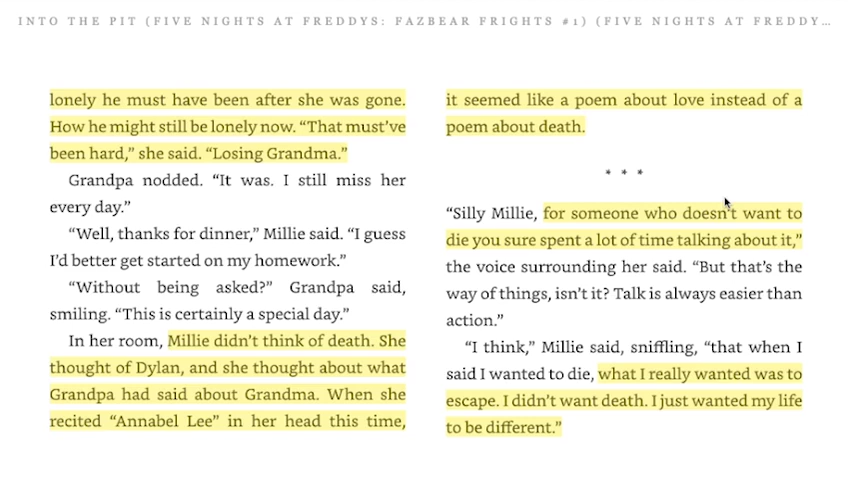 INTO THE PIT (FIVE NIGHTS AT FREDDYS: FAZBEAR FRIGHTS #1) (FIVE NIGHTS AT FREDDY...
lonely he must have been after she was gone.
How he might still be lonely now. “That must’ve
been hard,” she said. “Losing Grandma.”
Grandpa nodded. “It was. I still miss her
every day.”
“Well, thanks for dinner,” Millie said. “I guess
I’d better get started on my homework.”
“Without being asked?” Grandpa said,
smiling. “This is certainly a special day.”
In her room, Millie didn’t think of death. She
thought of Dylan, and she thought about what
Grandpa had said about Grandma. When she
recited “Annabel Lee” in her head this time,
it seemed like a poem about love instead of a
poem about death.
* * *
“Silly Millie, for someone who doesn’t want to
die you sure spent a lot of time talking about it,”
the voice surrounding her said. “But that’s the
way of things, isn’t it? Talk is always easier than
action.”
“I think,” Millie said, sniffling, “that when I
said I wanted to die, what I really wanted was to
escape. I didn’t want death. I just wanted my life
to be different.”